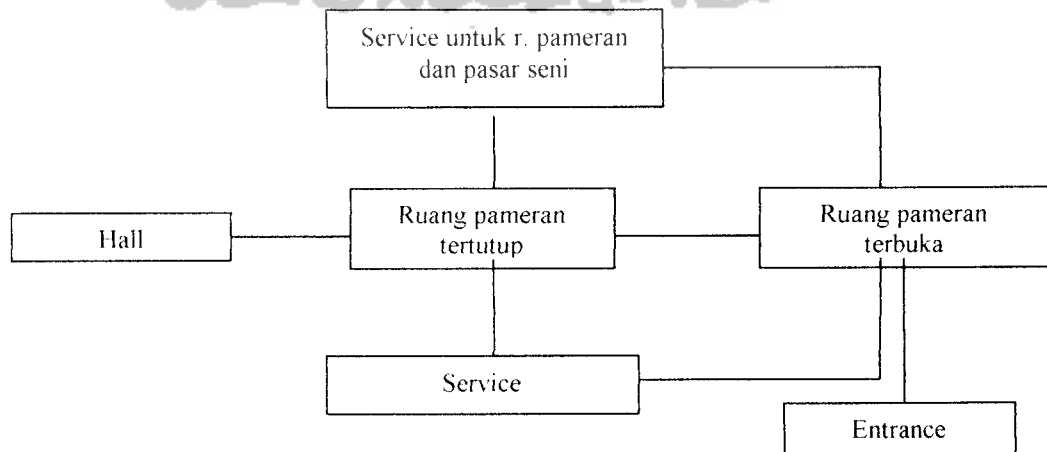 Service untuk r. pameran
dan pasar seni
Hall
Ruang pameran
tertutup
Ruang pameran
terbuka
Service
Entrance